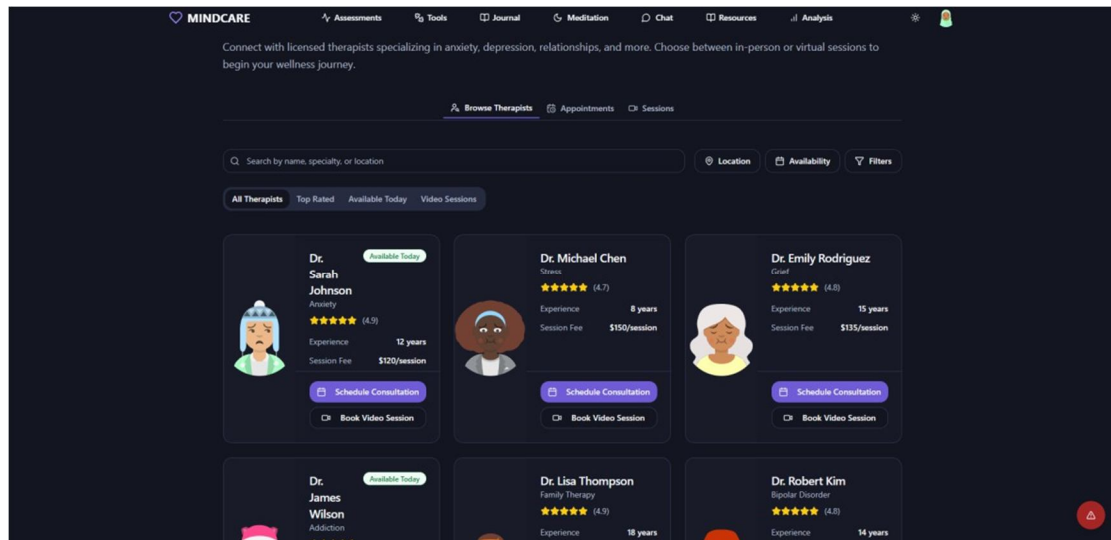 MINDCARE
Assessments
Tools
Journal
Meditation
Chat
Resources
Analysis
Connect with licensed therapists specializing in anxiety, depression, relationships, and more. Choose between in-person or virtual sessions to
begin your wellness journey.
Browse Therapists
Appointments
Sessions
Search by name, specialty, or location
Location
Availability
Filters
All Therapists
Top Rated
Available Today
Video Sessions
Dr.
Sarah
Johnson
Available Today
Anxiety
(4.9)
Experience 12 years
Session Fee $120/session
Schedule Consultation
Book Video Session
Dr. Michael Chen
Stress
(4.7)
Experience 8 years
Session Fee $150/session
Schedule Consultation
Book Video Session
Dr. Emily Rodriguez
Grief
(4.8)
Experience 15 years
Session Fee $135/session
Schedule Consultation
Book Video Session
Dr.
James
Wilson
Available Today
Addiction
Dr. Lisa Thompson
Family Therapy
(4.9)
Experience 18 years
Dr. Robert Kim
Bipolar Disorder
(4.8)
Experience 14 years